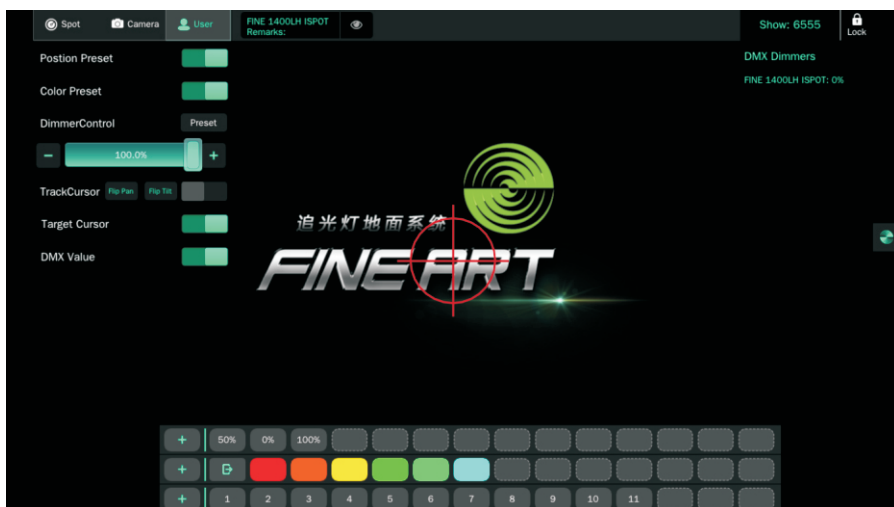 Spot
Camera
User
FINE 1400LH ISPOT
Remarks:
Show: 6555
Lock
Postion Preset
DMX Dimmers
FINE 1400LH ISPOT: 0%
Color Preset
DimmerControl
Preset
−
100.0%
+
TrackCursor
Flip Pan
Flip Tilt
Target Cursor
DMX Value
追光灯地面系统
FINE ART
+ 50% 0% 100%
+
+ 1 2 3 4 5 6 7 8 9 10 11